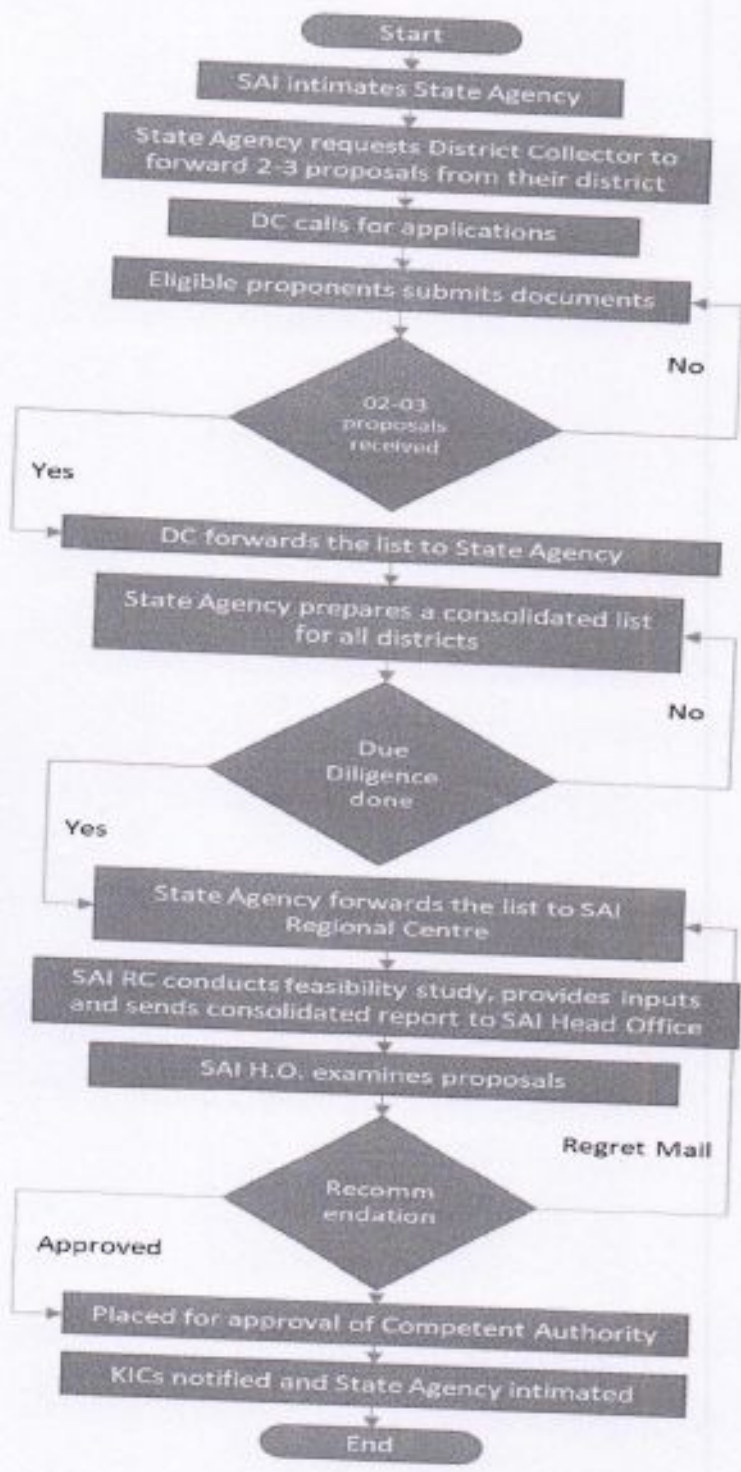 Start
SAI intimates State Agency
State Agency requests District Collector to
forward 2-3 proposals from their district
DC calls for applications
Eligible proponents submits documents
No
02-03
proposals
received
Yes
DC forwards the list to State Agency
State Agency prepares a consolidated list
for all districts
No
Due
Diligence
done
Yes
State Agency forwards the list to SAI
Regional Centre
SAI RC conducts feasibility study, provides inputs
and sends consolidated report to SAI Head Office
SAI H.O. examines proposals
Regret Mail
Recomm
endation
Approved
Placed for approval of Competent Authority
KICs notified and State Agency intimated
End